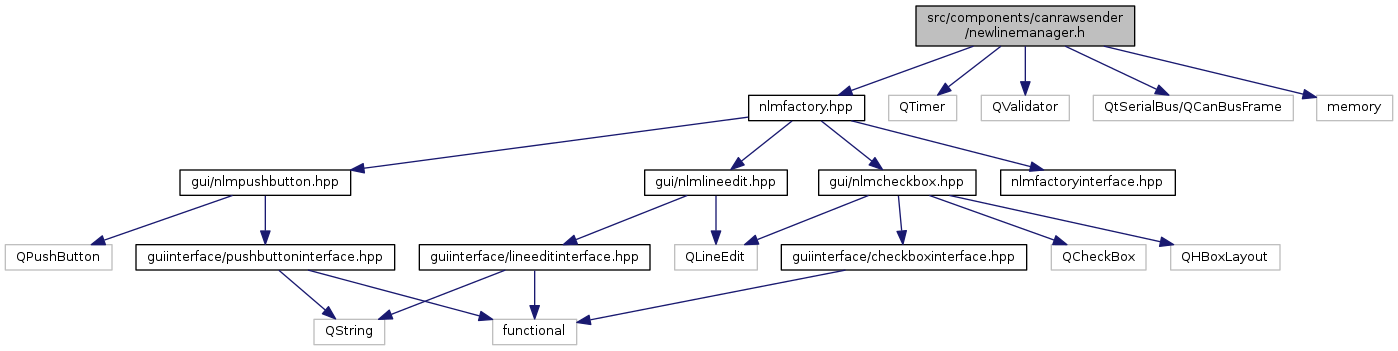 src/components/canrawsender
/newlinemanager.h
nlmfactory.hpp
QTimer
QValidator
QtSerialBus/QCanBusFrame
memory
gui/nlmpushbutton.hpp
gui/nlmlineedit.hpp
gui/nlmcheckbox.hpp
nlmfactoryinterface.hpp
QPushButton
guiinterface/pushbuttoninterface.hpp
guiinterface/lineeditinterface.hpp
QLineEdit
guiinterface/checkboxinterface.hpp
QCheckBox
QHBoxLayout
QString
functional